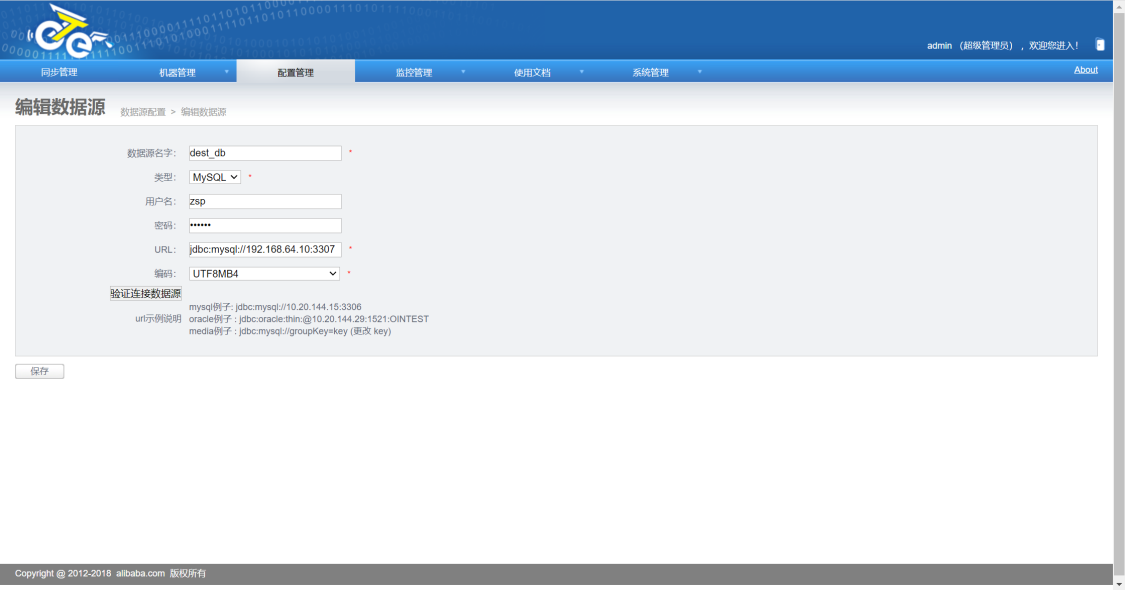 admin （超级管理员），欢迎您进入！
同步管理 机器管理 配置管理 监控管理 使用文档 系统管理 About
编辑数据源 数据源配置 > 编辑数据源
数据源名字： dest_db *
类型： MySQL *
用户名： zsp
密码： ••••••
URL： jdbc:mysql://192.168.64.10:3307 *
编码： UTF8MB4 *
验证连接数据源
mysql例子: jdbc:mysql://10.20.144.15:3306
url示例说明 oracle例子 : jdbc:oracle:thin:@10.20.144.29:1521:OINTEST
media例子 : jdbc:mysql://groupKey=key (更改 key)
保存
Copyright @ 2012-2018 alibaba.com 版权所有